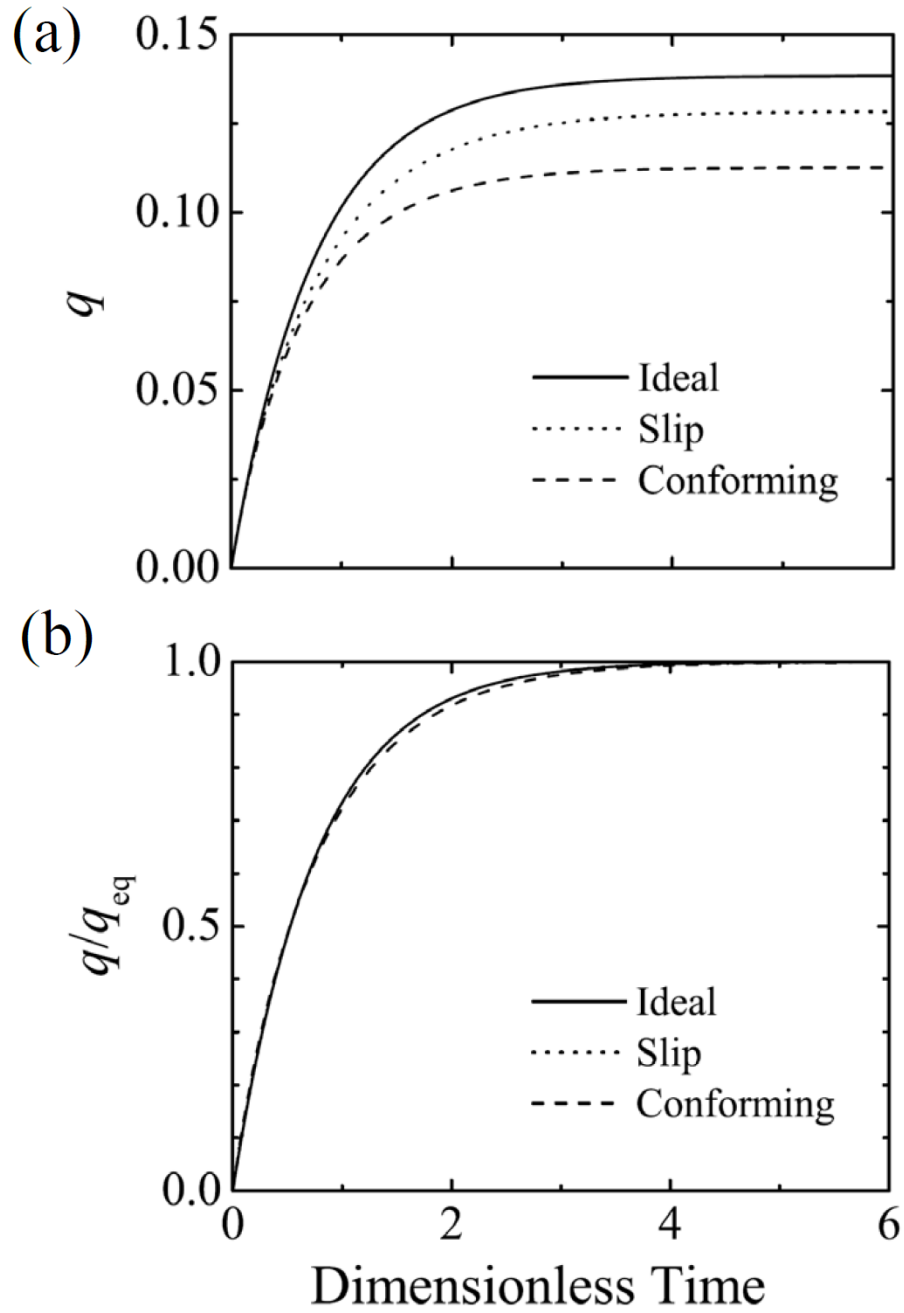 (a)
0.15
0.10
q
0.05
0.00
Ideal
Slip
Conforming
(b)
1.0
q/q_eq
0.5
0.0
Ideal
Slip
Conforming
0 2 4 6
Dimensionless Time